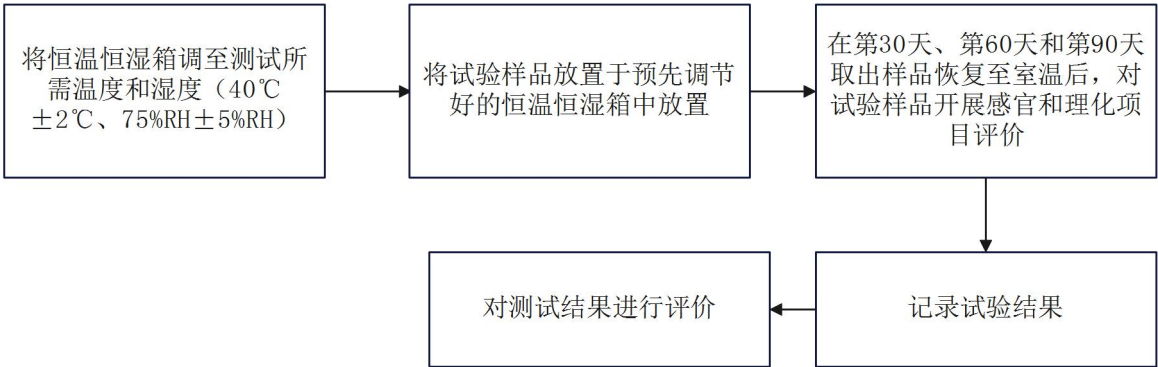 将恒温恒湿箱调至测试所
需温度和湿度（40℃
±2℃、75%RH±5%RH）
将试验样品放置于预先调节
好的恒温恒湿箱中放置
在第30天、第60天和第90天
取出样品恢复至室温后，对
试验样品开展感官和理化项
目评价
记录试验结果
对测试结果进行评价